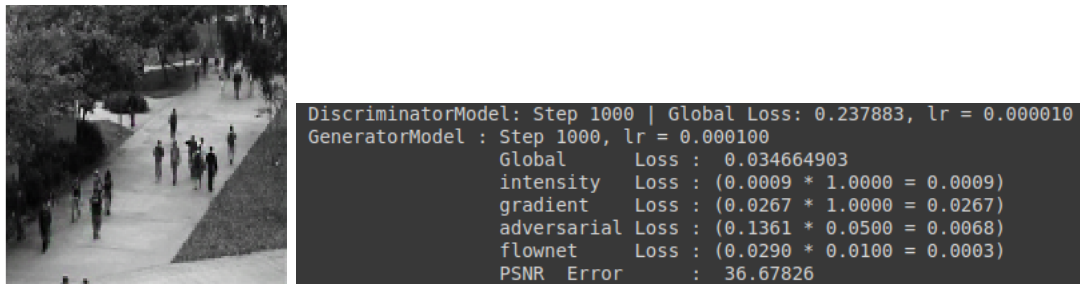 DiscriminatorModel: Step 1000 | Global Loss: 0.237883, lr = 0.000010
GeneratorModel : Step 1000, lr = 0.000100
Global Loss : 0.034664903
intensity Loss : (0.0009 * 1.0000 = 0.0009)
gradient Loss : (0.0267 * 1.0000 = 0.0267)
adversarial Loss : (0.1361 * 0.0500 = 0.0068)
flownet Loss : (0.0290 * 0.0100 = 0.0003)
PSNR Error : 36.67826